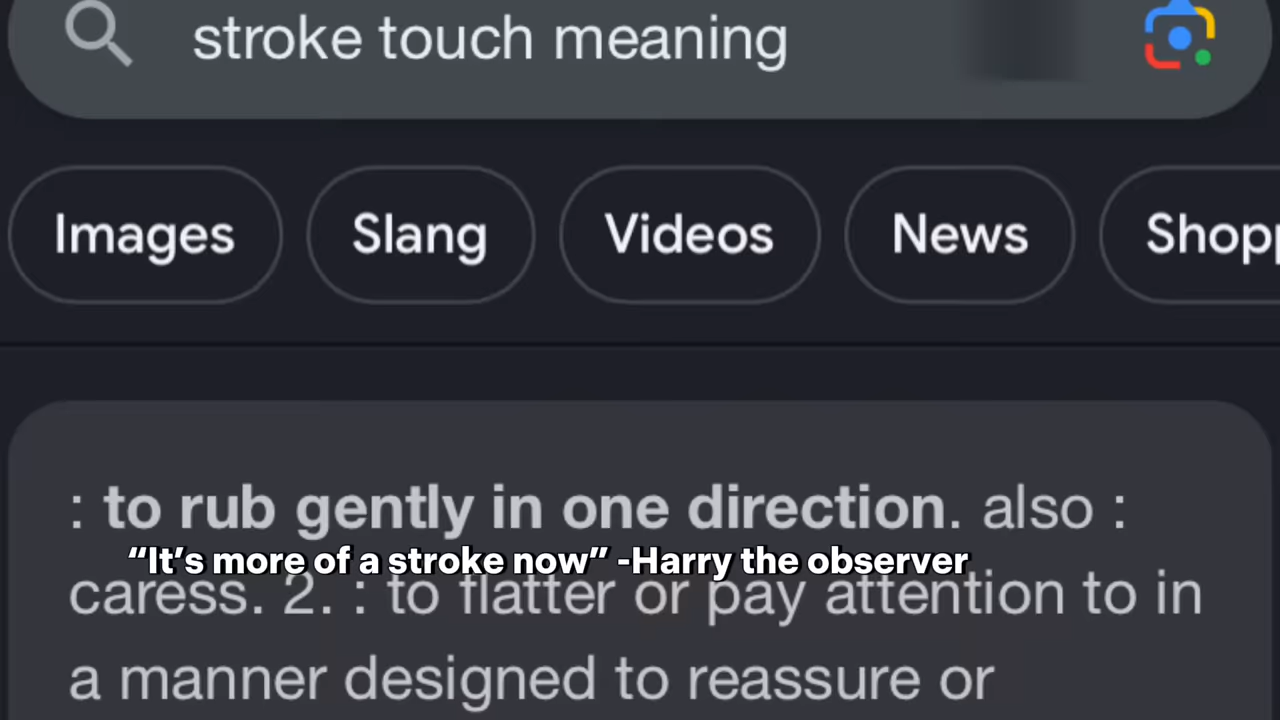 stroke touch meaning
Images Slang Videos News Shopp
: to rub gently in one direction. also :
“It’s more of a stroke now” -Harry the observer
caress. 2. : to flatter or pay attention to in
a manner designed to reassure or